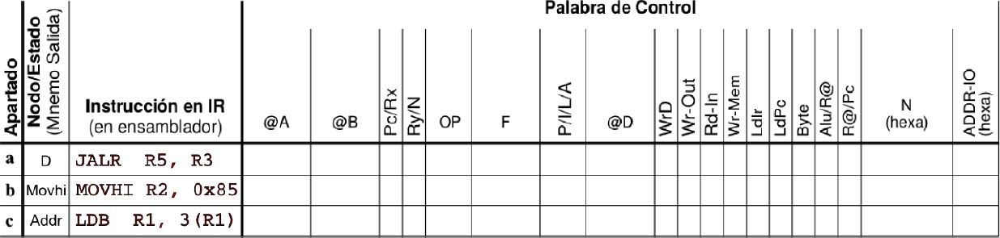 Palabra de Control
Apartado
Nodo/Estado
(Mnemo Salida)
Instrucción en IR
(en ensamblador)
@A
@B
Pc/Rx
Ry/N
OP
F
P/I/L/A
@D
WrD
Wr-Out
Rd-In
Wr-Mem
LdIr
LdPc
Byte
Alu/R@
R@/Pc
N
(hexa)
ADDR-IO
(hexa)
a D JALR R5, R3
b Movhi MOVHI R2, 0x85
c Addr LDB R1, 3(R1)